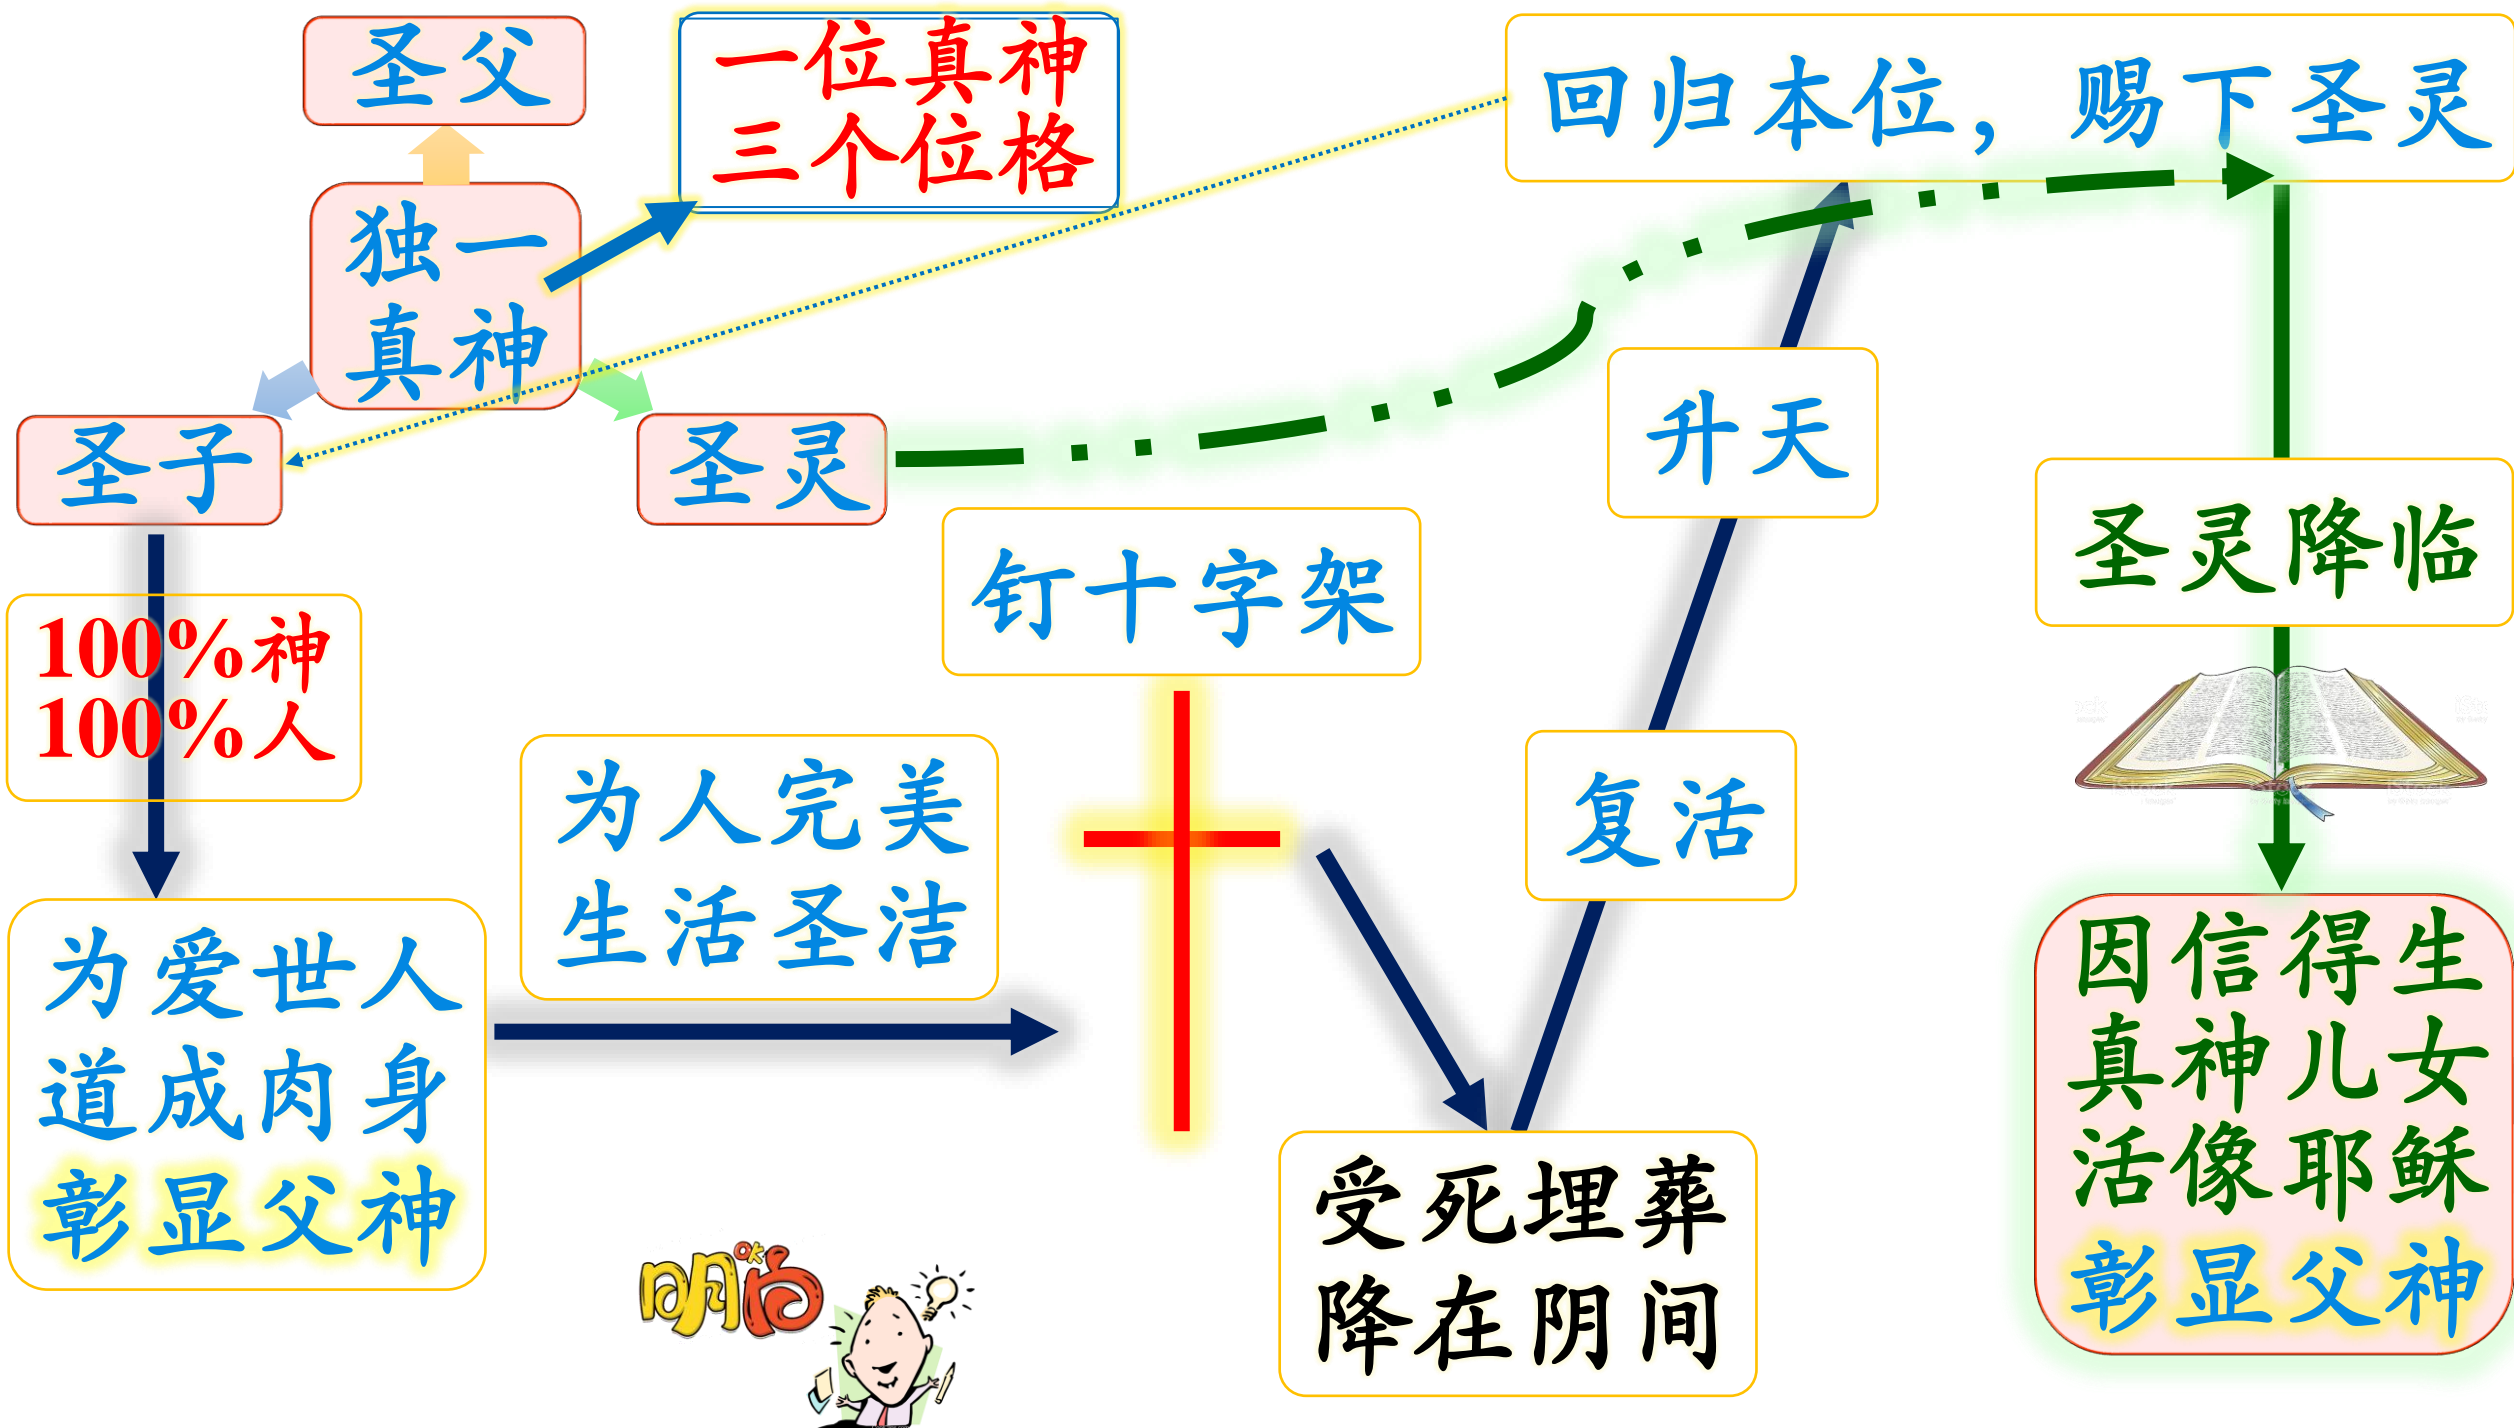 圣父
一位真神
三个位格
回归本位，赐下圣灵
独一
真神
圣子
圣灵
升天
圣灵降临
钉十字架
100%神
100%人
为人完美
生活圣洁
复活
为爱世人
道成肉身
彰显父神
因信得生
真神儿女
活像耶稣
彰显父神
受死埋葬
降在阴间
明白